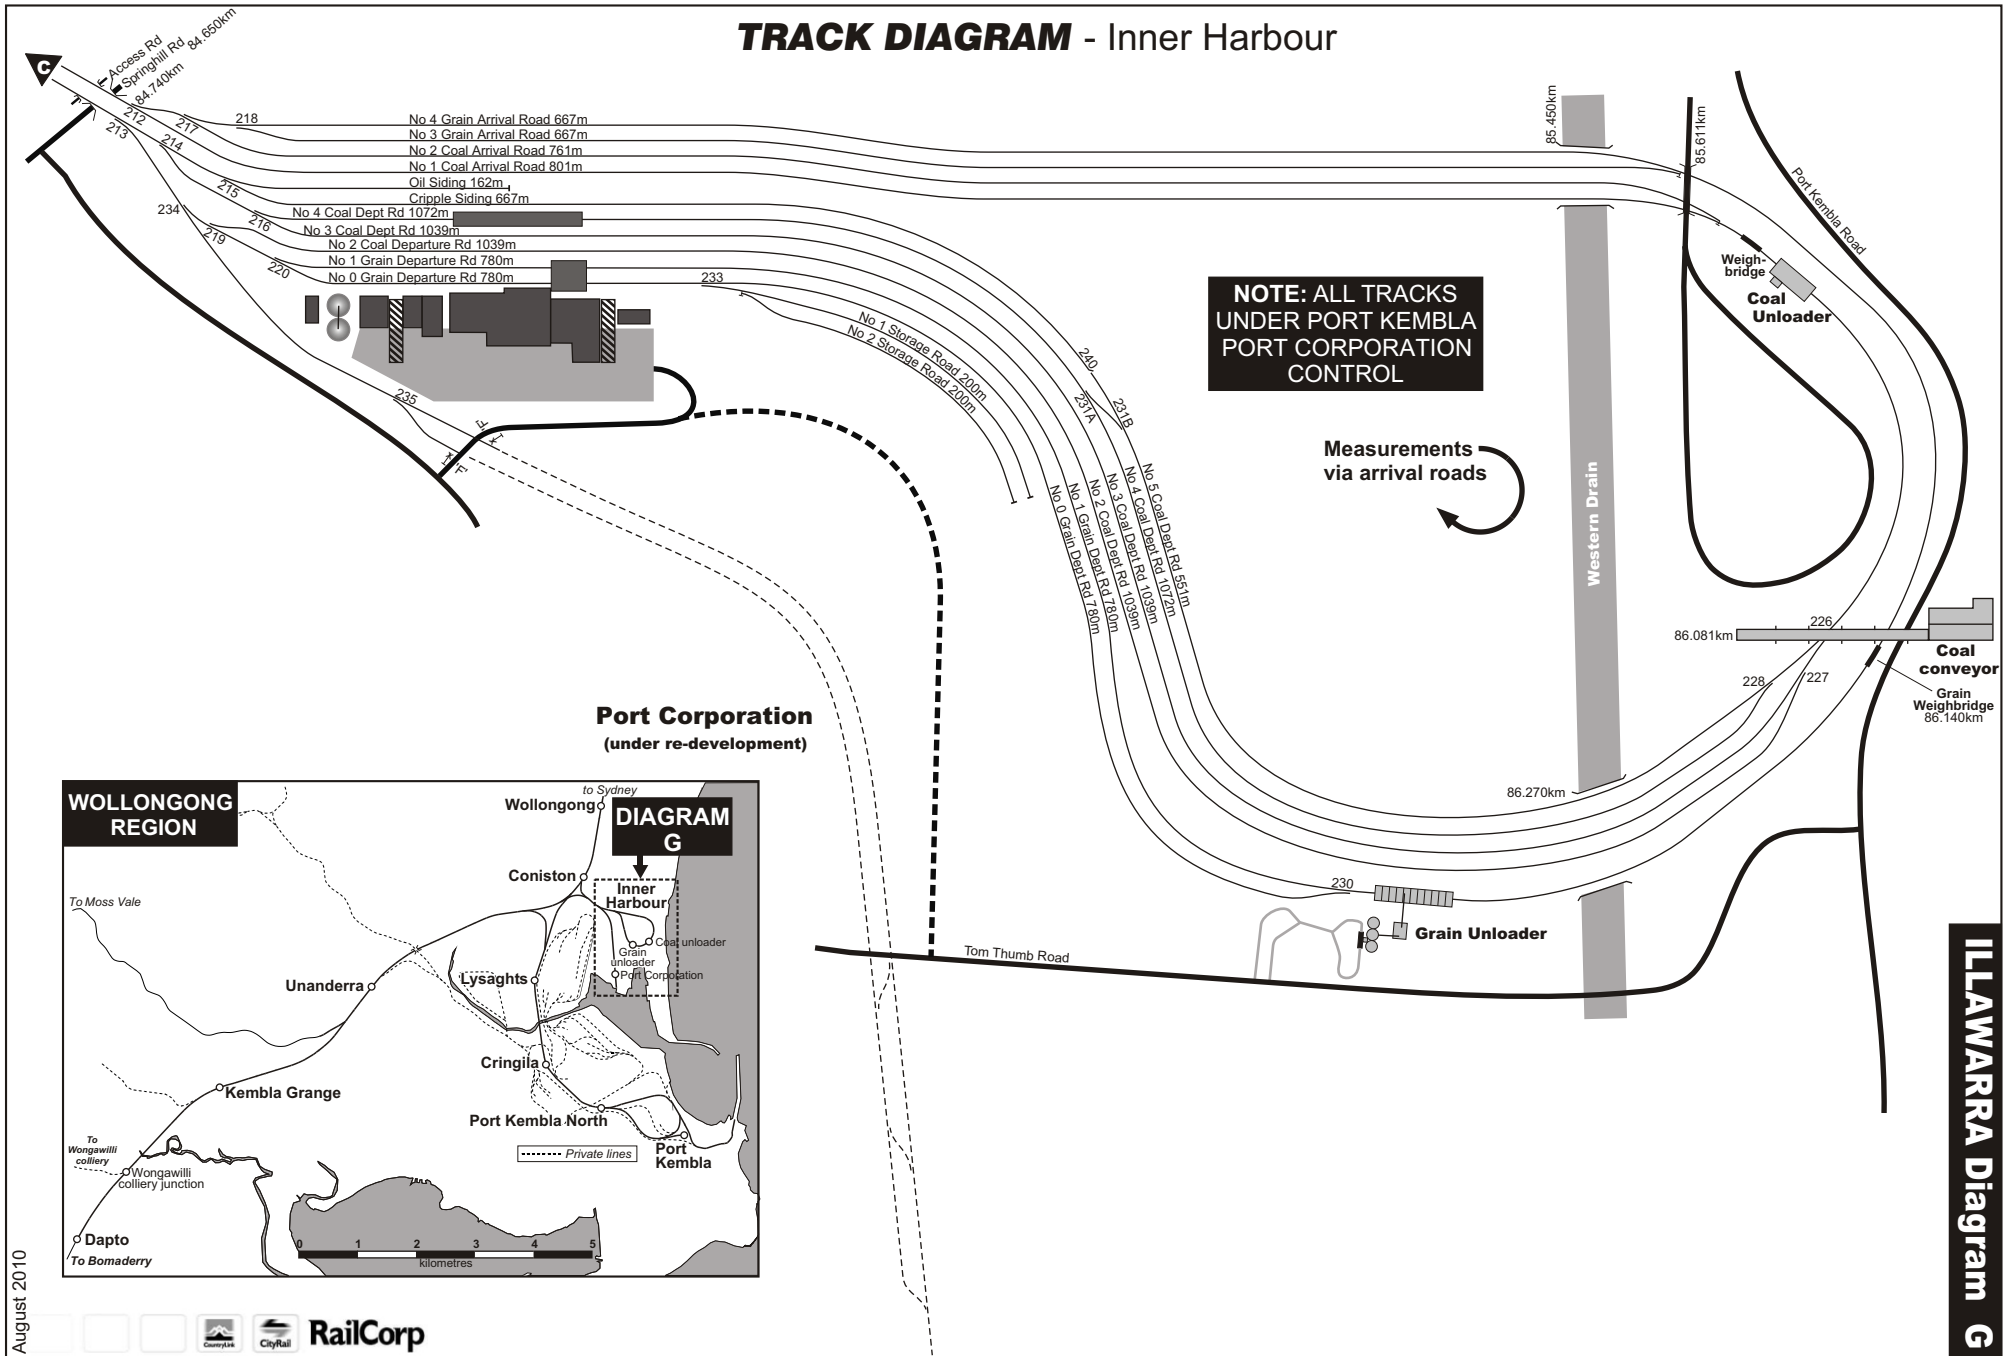 TRACK DIAGRAM - Inner Harbour
C
Access Rd
Springhill Rd
84.650km
84.740km
212
213
217
214
218
215
234
216
219
220
No 4 Grain Arrival Road 667m
No 3 Grain Arrival Road 667m
No 2 Coal Arrival Road 761m
No 1 Coal Arrival Road 801m
Oil Siding 162m
Cripple Siding 667m
No 4 Coal Dept Rd 1072m
No 3 Coal Dept Rd 1039m
No 2 Coal Departure Rd 1039m
No 1 Grain Departure Rd 780m
No 0 Grain Departure Rd 780m
233
No 1 Storage Road 200m
No 2 Storage Road 200m
235
240
231A
231B
No 5 Coal Dept Rd 551m
No 4 Coal Dept Rd 1072m
No 3 Coal Dept Rd 1039m
No 2 Coal Dept Rd 1039m
No 1 Grain Dept Rd 780m
No 0 Grain Dept Rd 780m
NOTE: ALL TRACKS
UNDER PORT KEMBLA
PORT CORPORATION
CONTROL
Measurements
via arrival roads
85.450km
85.611km
Port Kembla Road
Weigh-
bridge
Coal
Unloader
Western Drain
226
86.081km
Coal
conveyor
228
227
Grain
Weighbridge
86.140km
86.270km
230
Grain Unloader
Tom Thumb Road
Port Corporation
(under re-development)
WOLLONGONG
REGION
to Sydney
Wollongong
DIAGRAM
G
Coniston
Inner
Harbour
To Moss Vale
Coal unloader
Grain
unloader
Port Corporation
Lysaghts
Unanderra
Cringila
Kembla Grange
Port Kembla North
Port
Kembla
Private lines
To
Wongawilli
colliery
Wongawilli
colliery junction
Dapto
To Bomaderry
0 1 2 3 4 5
kilometres
August 2010
CountryLink
CityRail
RailCorp
ILLAWARRA Diagram G